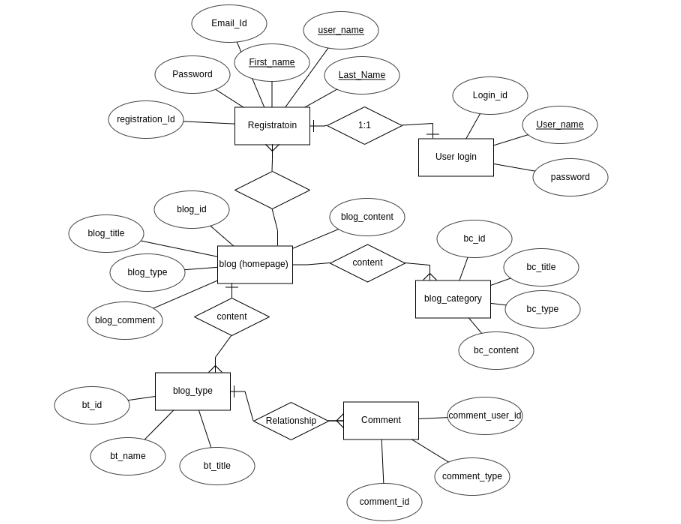 Email_Id
user_name
First_name
Password
Last_Name
registration_Id
Registratoin
1:1
Login_id
User_name
User login
password
blog_id
blog_content
blog_title
blog_type
blog (homepage)
content
bc_id
bc_title
blog_category
bc_type
blog_comment
content
bc_content
blog_type
bt_id
Relationship
Comment
comment_user_id
bt_name
bt_title
comment_type
comment_id